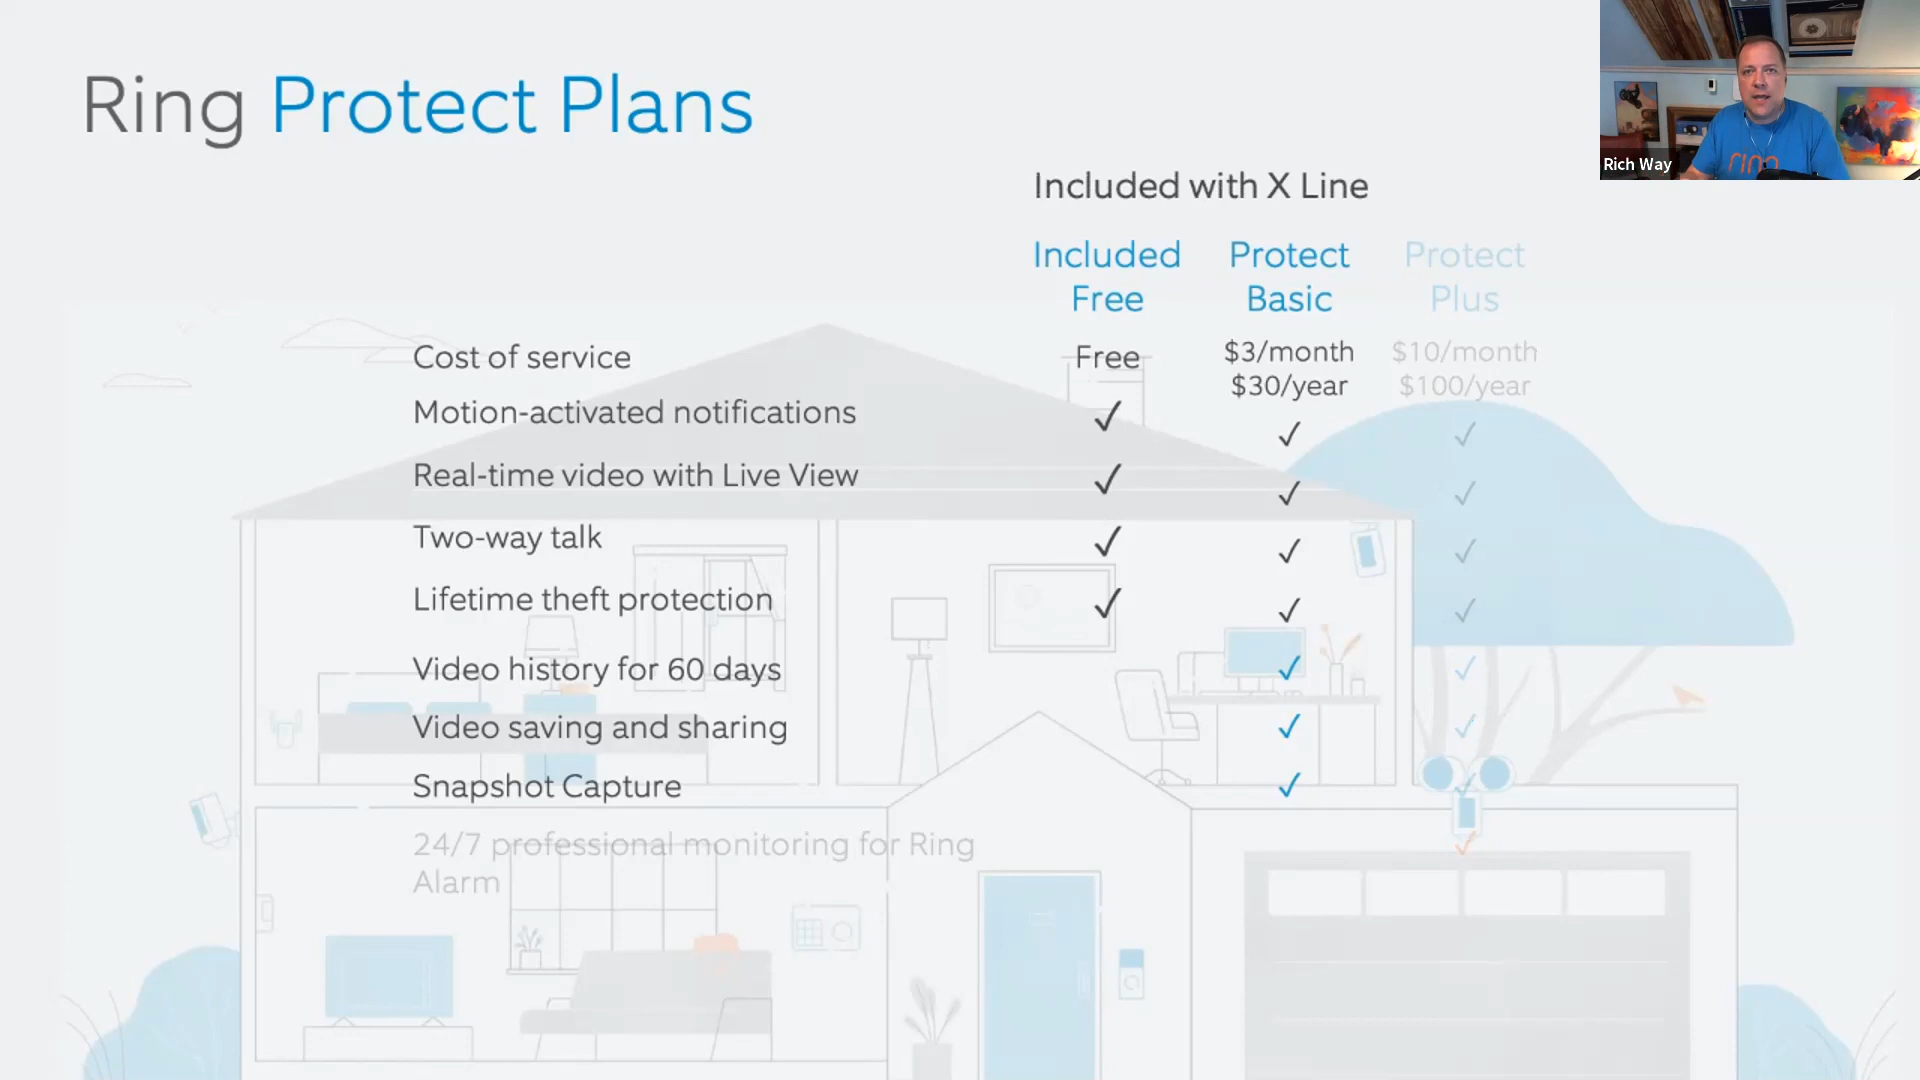 Ring Protect Plans
Rich Way
ring
Included with X Line
Included Free
Protect Basic
Protect Plus
Cost of service
Free
$3/month
$30/year
$10/month
$100/year
Motion-activated notifications
✓ ✓ ✓
Real-time video with Live View
✓ ✓ ✓
Two-way talk
✓ ✓ ✓
Lifetime theft protection
✓ ✓ ✓
Video history for 60 days
✓ ✓
Video saving and sharing
✓ ✓
Snapshot Capture
✓ ✓
24/7 professional monitoring for Ring
Alarm
✓